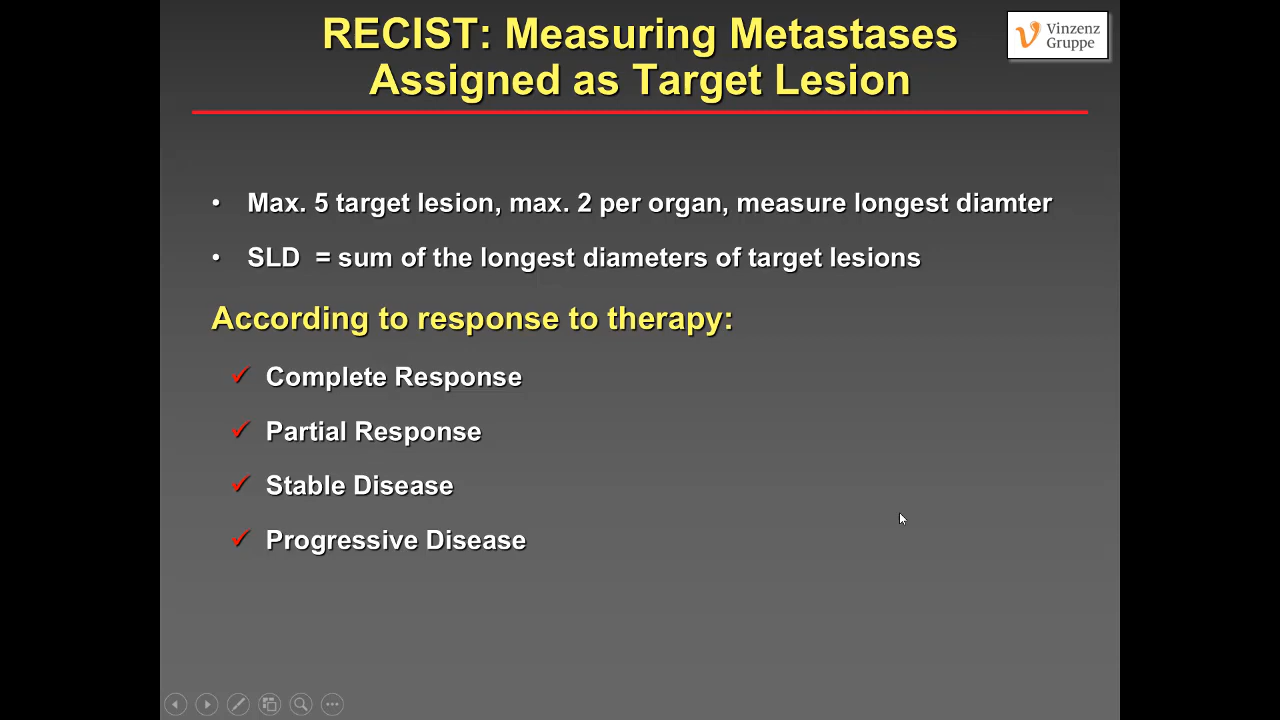 RECIST: Measuring Metastases
Assigned as Target Lesion
Vinzenz
Gruppe
• Max. 5 target lesion, max. 2 per organ, measure longest diamter
• SLD = sum of the longest diameters of target lesions
According to response to therapy:
✓ Complete Response
✓ Partial Response
✓ Stable Disease
✓ Progressive Disease